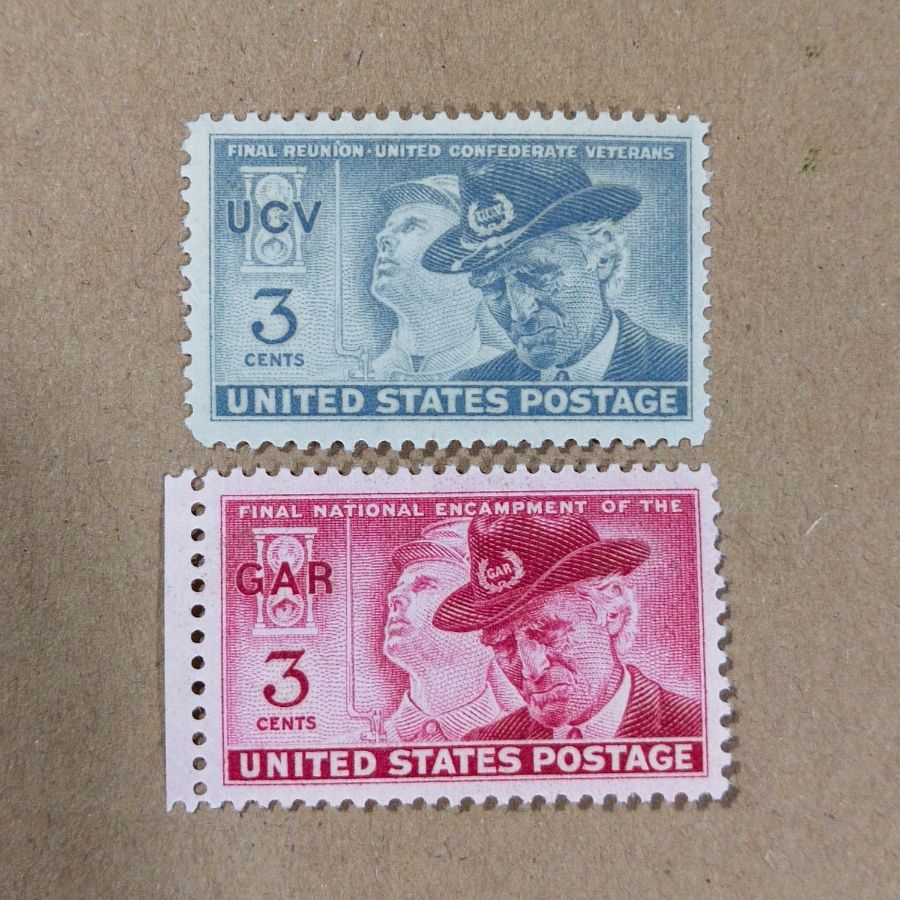 FINAL REUNION · UNITED CONFEDERATE VETERANS
UCV
UCV
3
CENTS
UNITED STATES POSTAGE
FINAL NATIONAL ENCAMPMENT OF THE
GAR
GAR
3
CENTS
UNITED STATES POSTAGE